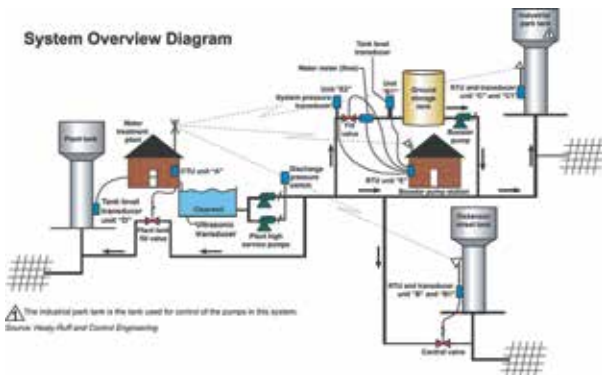 System Overview Diagram
Industrial
park tank
Tank level
transducer
Water meter (flow)
Unit "E2"
Unit
System pressure
transducer
Ground
storage
tank
RTU and transducer
unit "C" and "C1"
Water
treatment
plant
Plant tank
Fill
valve
Booster
pump
RTU unit "A"
Discharge
pressure
RTU unit "E"
Booster pump station
Tank level
transducer
unit "D"
Clearwell
Ultrasonic
transducer
Plant tank
fill valve
Plant high
service pumps
street tank
RTU and transducer
unit "B" and "B1"
Control valve
The industrial park tank is the tank used for control of the pumps in this system.
Source: Healy-Ruff and Control Engineering